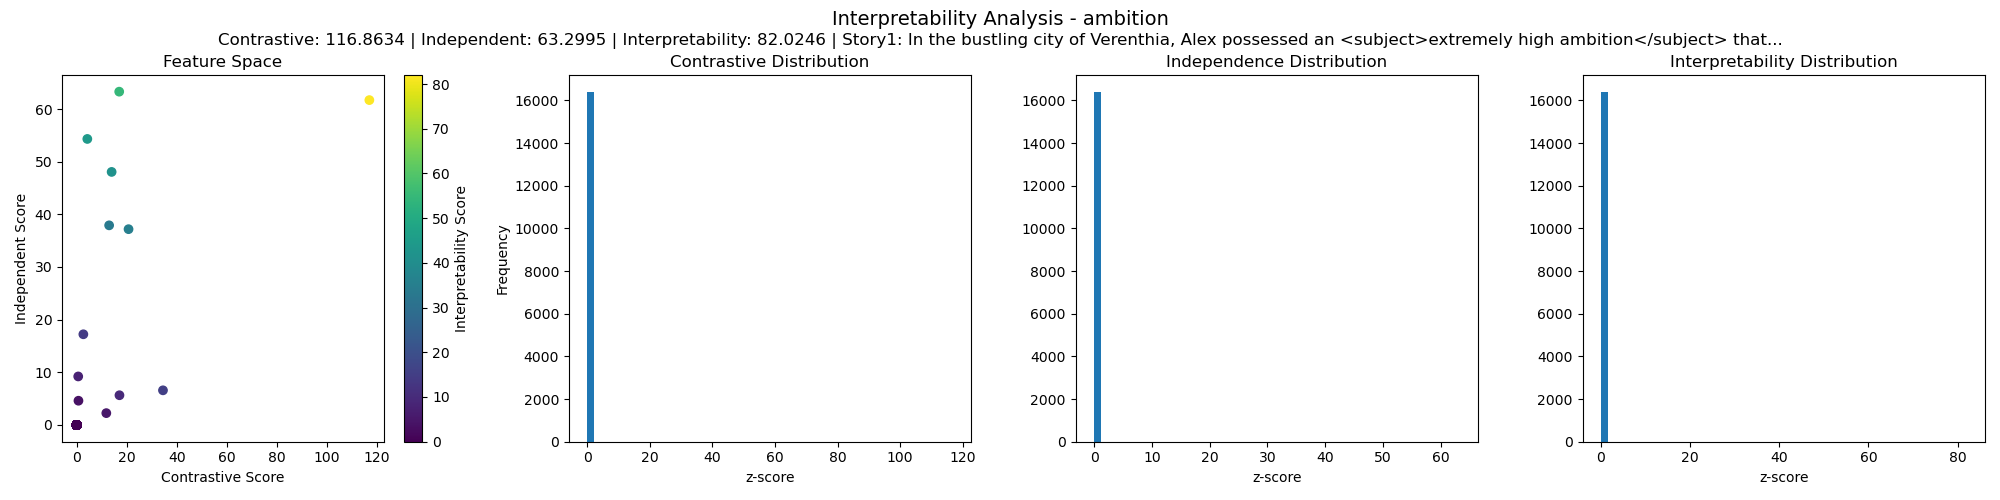 Interpretability Analysis - ambition
Contrastive: 116.8634 | Independent: 63.2995 | Interpretability: 82.0246 | Story1: In the bustling city of Verenthia, Alex possessed an <subject>extremely high ambition</subject> that...
Feature Space
Independent Score
60
50
40
30
20
10
0
0 20 40 60 80 100 120
Contrastive Score
80
70
60
50
40
30
20
10
0
Interpretability Score
Contrastive Distribution
Frequency
16000
14000
12000
10000
8000
6000
4000
2000
0
0 20 40 60 80 100 120
z-score
Independence Distribution
16000
14000
12000
10000
8000
6000
4000
2000
0
0 10 20 30 40 50 60
z-score
Interpretability Distribution
16000
14000
12000
10000
8000
6000
4000
2000
0
0 20 40 60 80
z-score